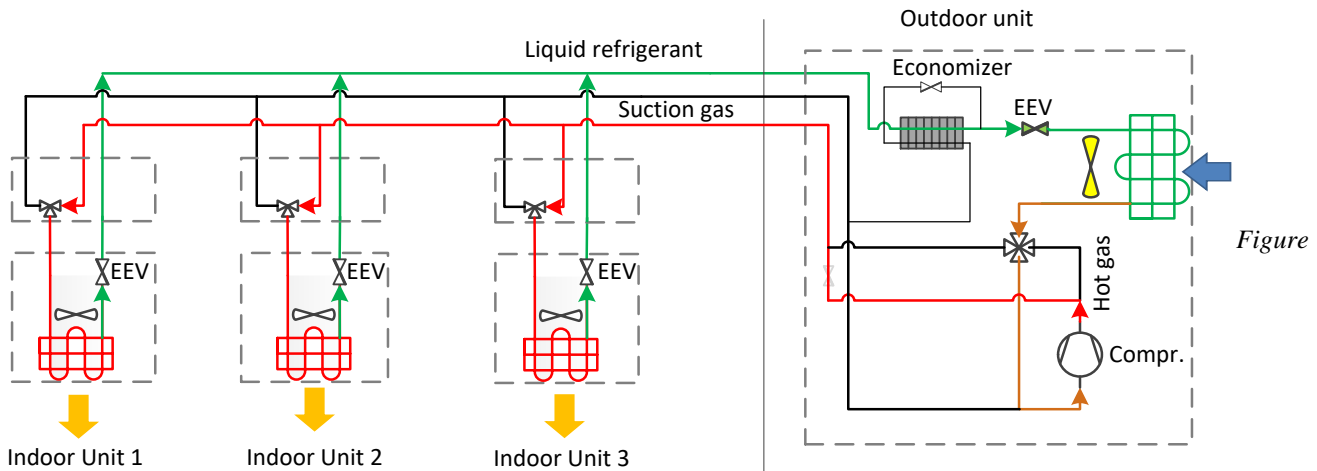 Outdoor unit
Liquid refrigerant
Economizer
Suction gas
EEV
Figure
EEV
EEV
EEV
Hot gas
Compr.
Indoor Unit 1
Indoor Unit 2
Indoor Unit 3